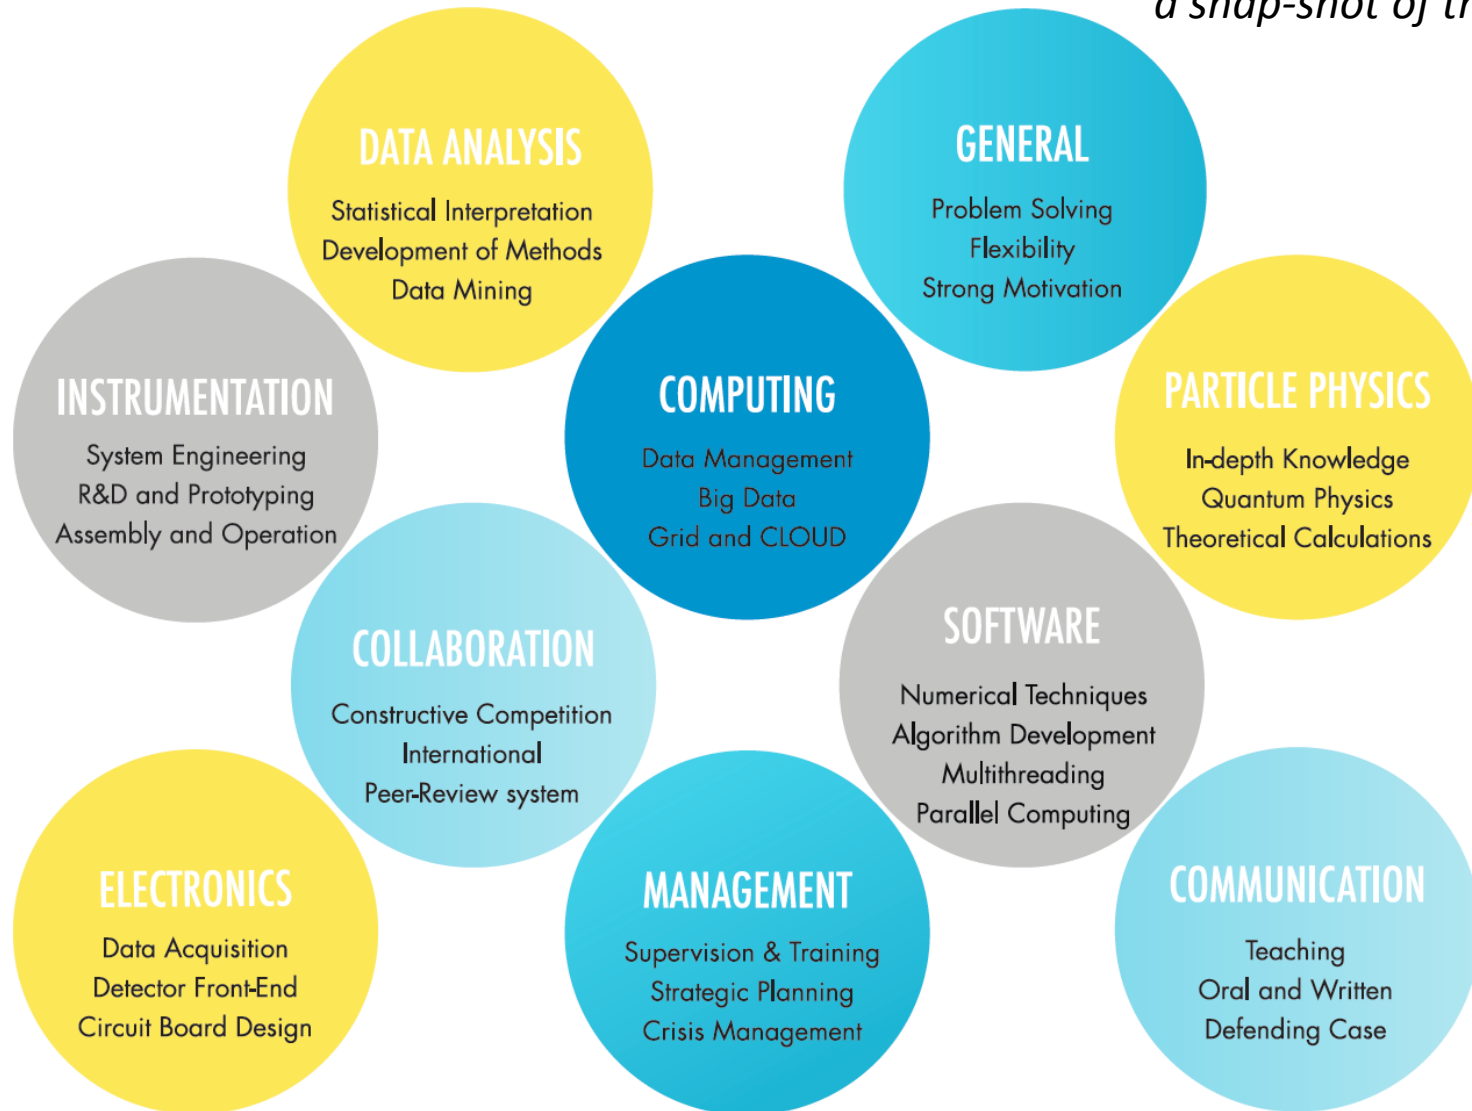 a snap-shot of th
DATA ANALYSIS
Statistical Interpretation
Development of Methods
Data Mining
GENERAL
Problem Solving
Flexibility
Strong Motivation
INSTRUMENTATION
System Engineering
R&D and Prototyping
Assembly and Operation
COMPUTING
Data Management
Big Data
Grid and CLOUD
PARTICLE PHYSICS
In-depth Knowledge
Quantum Physics
Theoretical Calculations
COLLABORATION
Constructive Competition
International
Peer-Review system
SOFTWARE
Numerical Techniques
Algorithm Development
Multithreading
Parallel Computing
ELECTRONICS
Data Acquisition
Detector Front-End
Circuit Board Design
MANAGEMENT
Supervision & Training
Strategic Planning
Crisis Management
COMMUNICATION
Teaching
Oral and Written
Defending Case